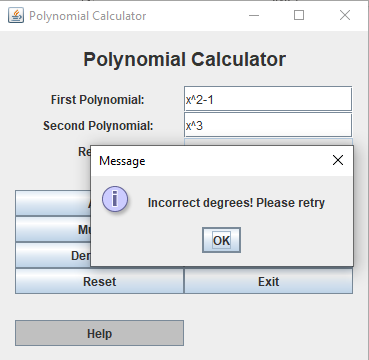 Polynomial Calculator
Polynomial Calculator
First Polynomial: x^2-1
Second Polynomial: x^3
Message
Incorrect degrees! Please retry
OK
Reset Exit
Help